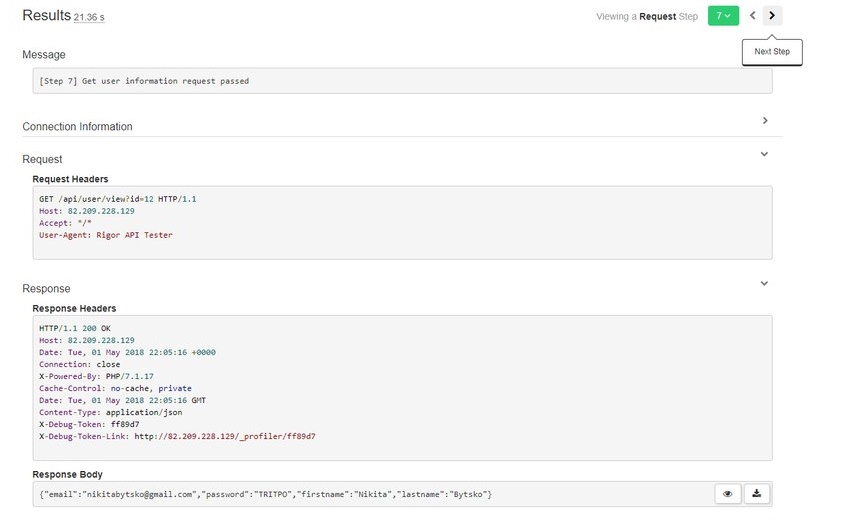 Results 21.36 s
Viewing a Request Step 7
Next Step
Message
[Step 7] Get user information request passed
Connection Information
Request
Request Headers
GET /api/user/view?id=12 HTTP/1.1
Host: 82.209.228.129
Accept: "/*
User-Agent: Rigor API Tester
Response
Response Headers
HTTP/1.1 200 OK
Host: 82.209.228.129
Date: Tue, 01 May 2018 22:05:16 +0000
Connection: close
X-Powered-By: PHP/7.1.17
Cache-Control: no-cache, private
Date: Tue, 01 May 2018 22:05:16 GMT
Content-Type: application/json
X-Debug-Token: ff89d7
X-Debug-Token-Link: http://82.209.228.129/_profiler/ff89d7
Response Body
{"email":"nikitabytsko@gmail.com","password":"TRITPO","firstname":"Nikita","lastname":"Bytsko"}